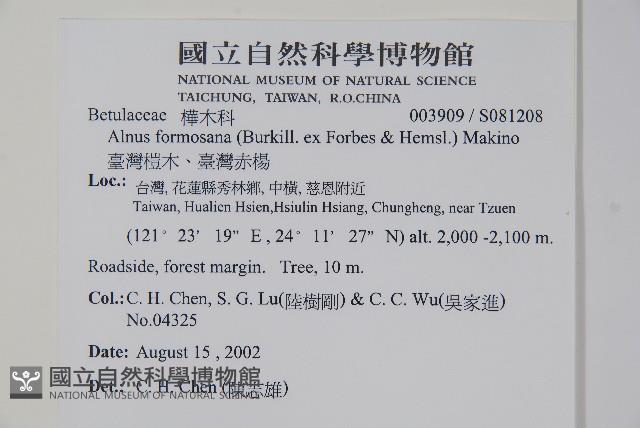 國立自然科學博物館
NATIONAL MUSEUM OF NATURAL SCIENCE
TAICHUNG, TAIWAN, R.O.CHINA
Betulaceae 樺木科 003909 / S081208
Alnus formosana (Burkill. ex Forbes & Hemsl.) Makino
臺灣榿木、臺灣赤楊
Loc.: 台灣, 花蓮縣秀林鄉, 中橫, 慈恩附近
Taiwan, Hualien Hsien,Hsiulin Hsiang, Chungheng, near Tzuen
(121° 23’ 19” E , 24° 11’ 27” N) alt. 2,000 -2,100 m.
Roadside, forest margin. Tree, 10 m.
Col.: C. H. Chen, S. G. Lu(陸樹剛) & C. C. Wu(吳家進)
No.04325
Date: August 15 , 2002
Det.: C. H. Chen (陳志雄)
國立自然科學博物館
NATIONAL MUSEUM OF NATURAL SCIENCE